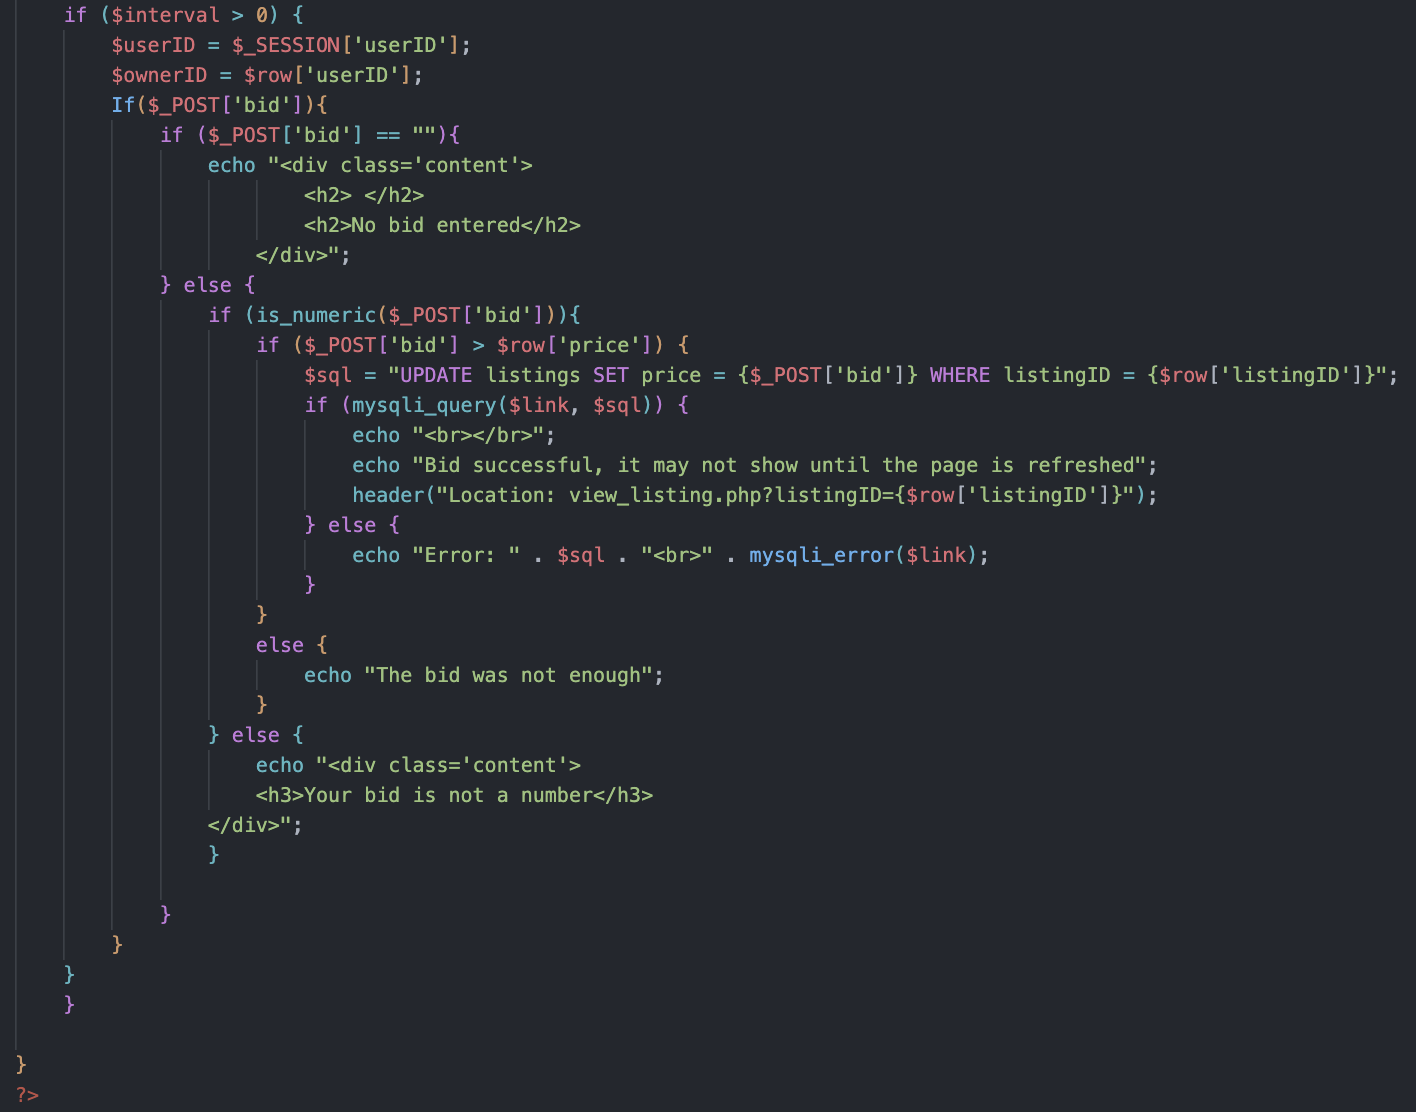 if ($interval > 0) {
$userID = $_SESSION['userID'];
$ownerID = $row['userID'];
If($_POST['bid']){
if ($_POST['bid'] == ""){
echo "<div class='content'>
<h2> </h2>
<h2>No bid entered</h2>
</div>";
} else {
if (is_numeric($_POST['bid'])){
if ($_POST['bid'] > $row['price']) {
$sql = "UPDATE listings SET price = {$_POST['bid']} WHERE listingID = {$row['listingID']}";
if (mysqli_query($link, $sql)) {
echo "<br></br>";
echo "Bid successful, it may not show until the page is refreshed";
header("Location: view_listing.php?listingID={$row['listingID']}");
} else {
echo "Error: " . $sql . "<br>" . mysqli_error($link);
}
}
else {
echo "The bid was not enough";
}
} else {
echo "<div class='content'>
<h3>Your bid is not a number</h3>
</div>";
}
}
}
}
}
}
?>